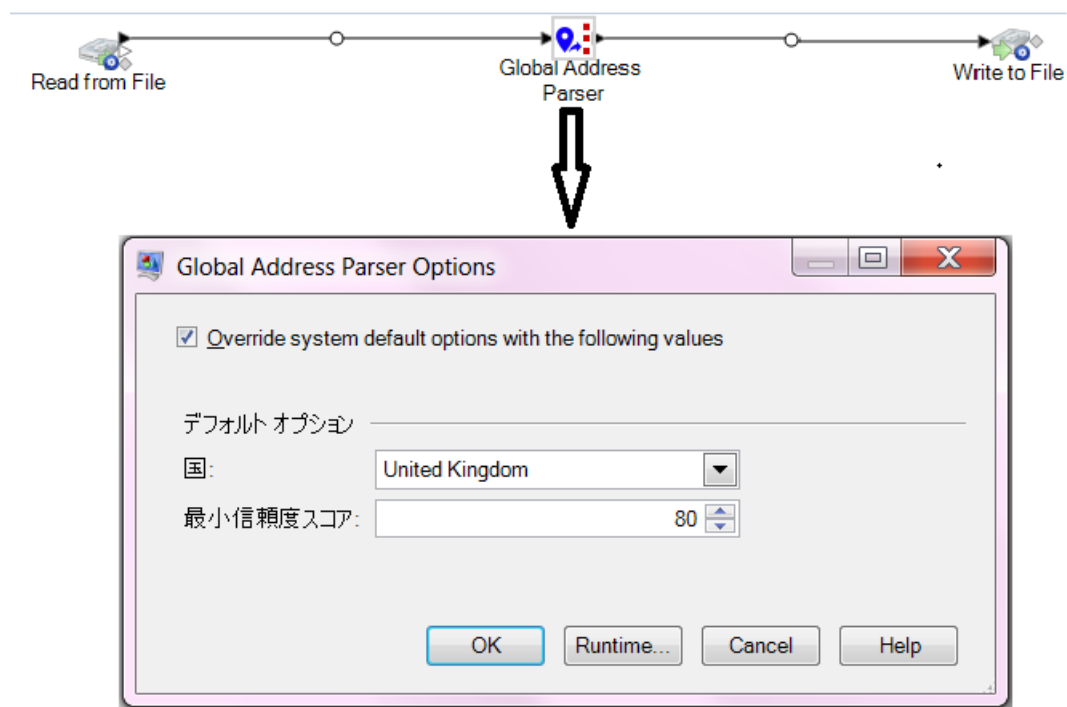 Read from File
Global Address
Parser
Write to File
Global Address Parser Options
Override system default options with the following values
デフォルト オプション
国: United Kingdom
最小信頼度スコア: 80
OK Runtime... Cancel Help